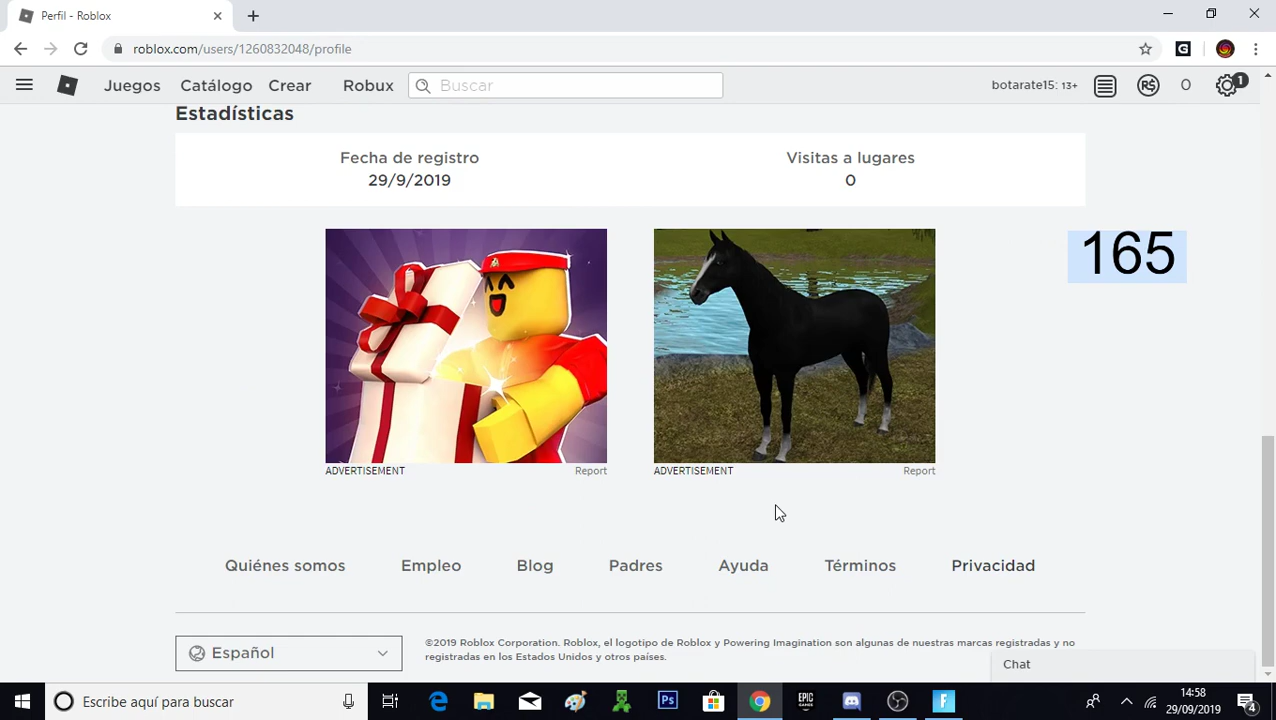 Perfil - Roblox
roblox.com/users/1260832048/profile
Juegos Catálogo Crear Robux Buscar botarate15: 13+ R$ 0 1
Estadísticas
Fecha de registro Visitas a lugares
29/9/2019 0
165
ADVERTISEMENT Report ADVERTISEMENT Report
Quiénes somos Empleo Blog Padres Ayuda Términos Privacidad
Español
©2019 Roblox Corporation. Roblox, el logotipo de Roblox y Powering Imagination son algunas de nuestras marcas registradas y no
registradas en los Estados Unidos y otros países.
Chat
Escribe aquí para buscar
Ps
EPIC
GAMES
14:58
29/09/2019
4